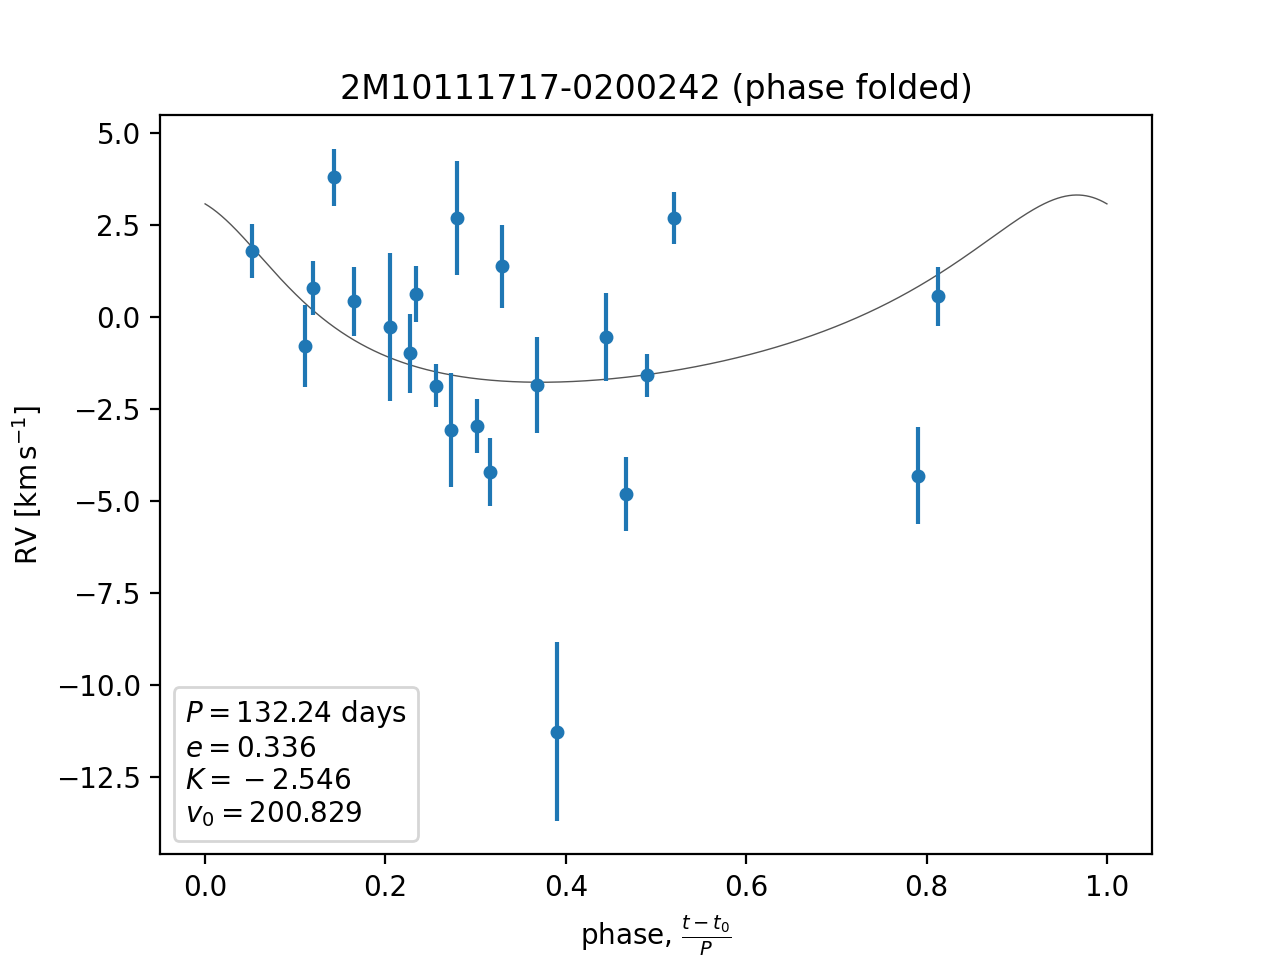 2M10111717-0200242 (phase folded)
5.0
2.5
0.0
−2.5
−5.0
−7.5
−10.0
−12.5
RV [km s⁻¹]
P = 132.24 days
e = 0.336
K = − 2.546
v₀ = 200.829
0.0 0.2 0.4 0.6 0.8 1.0
phase, (t − t₀)/P